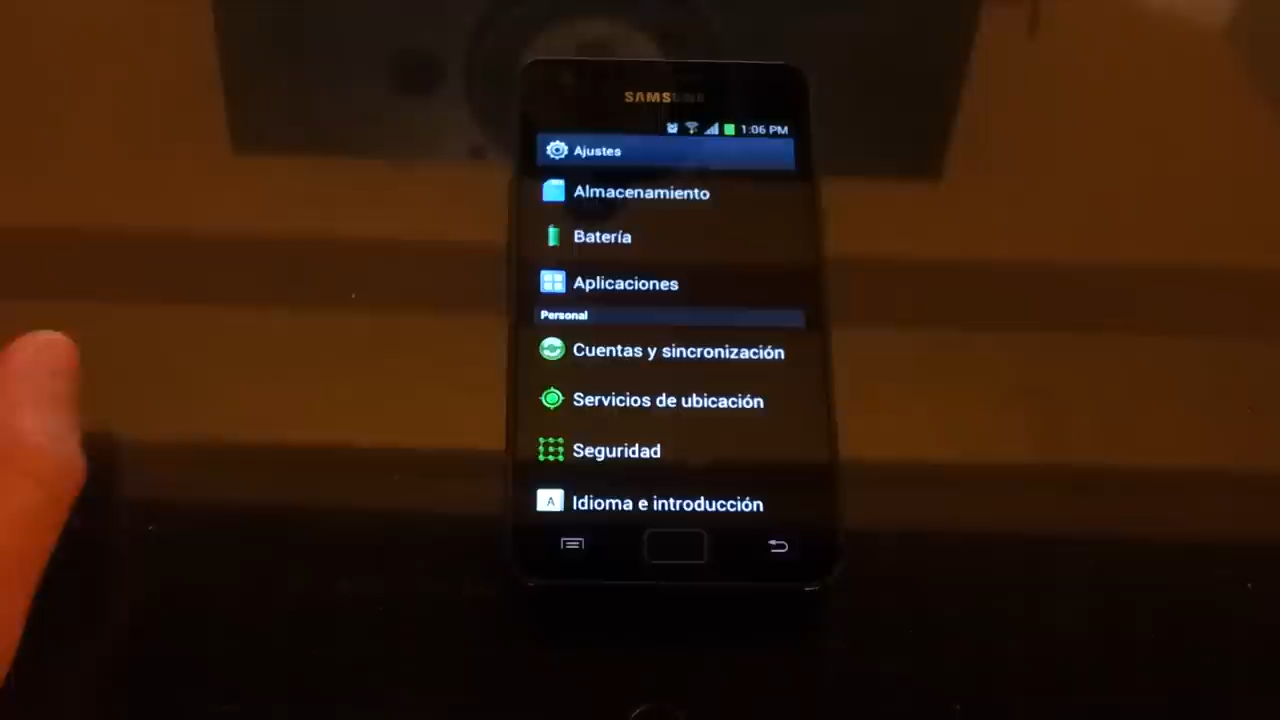 SAMSUNG
1:06 PM
Ajustes
Almacenamiento
Batería
Aplicaciones
Personal
Cuentas y sincronización
Servicios de ubicación
Seguridad
A
Idioma e introducción